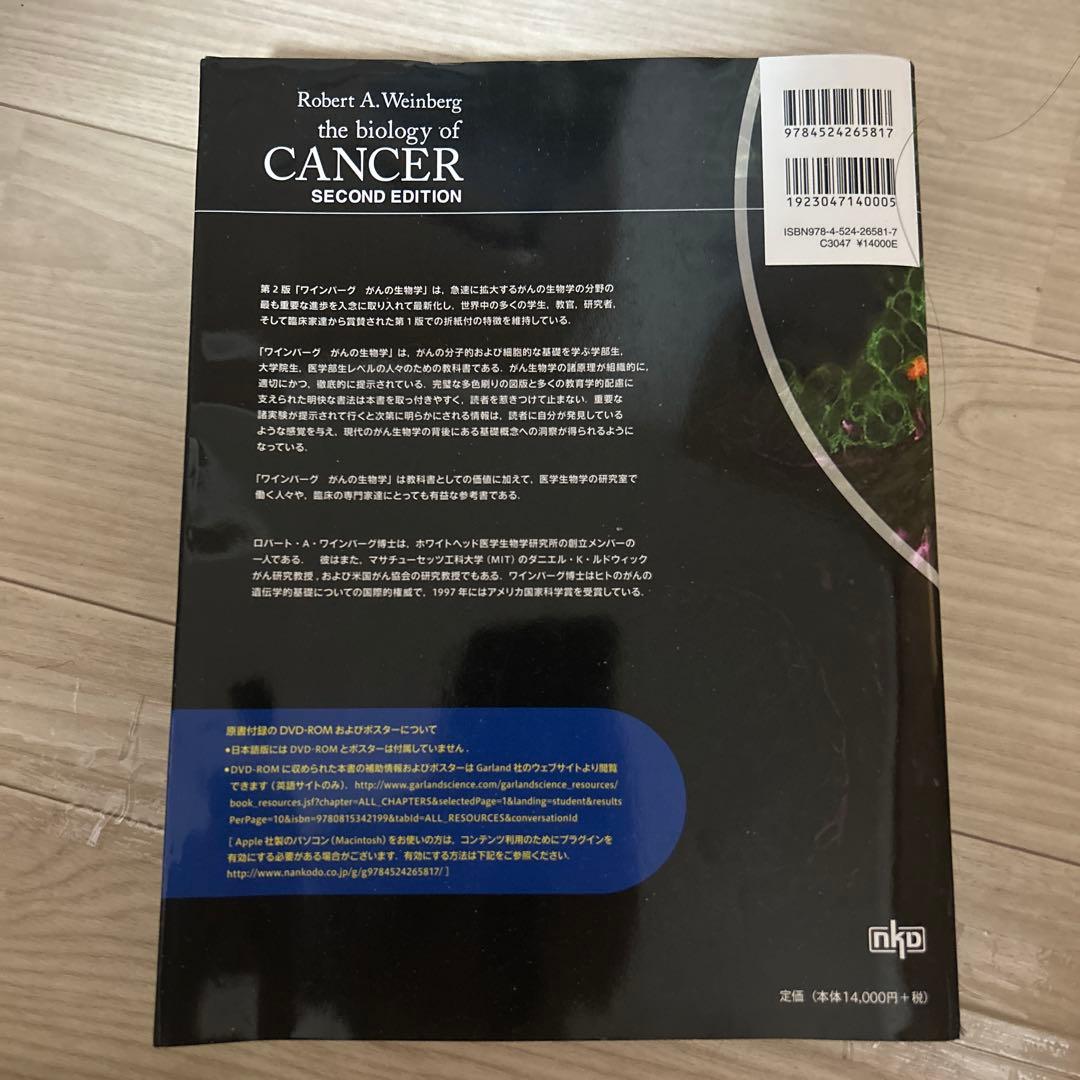 Robert A. Weinberg
the biology of
CANCER
SECOND EDITION
9784524265817
1923047140005
ISBN978-4-524-26581-7
C3047 ¥14000E
第2版「ワインバーグ がんの生物学」は，急速に拡大するがんの生物学の分野の
最も重要な進歩を入念に取り入れて最新化し，世界中の多くの学生，教官，研究者，
そして臨床家達から賞賛された第1版での折紙付の特徴を維持している．
「ワインバーグ がんの生物学」は，がんの分子的および細胞的な基礎を学ぶ学部生，
大学院生，医学部生レベルの人々のための教科書である．がん生物学の諸原理が組織的に，
適切にかつ，徹底的に提示されている．完璧な多色刷りの図版と多くの教育学的配慮に
支えられた明快な書法は本書を取っ付きやすく，読者を惹きつけて止まない．重要な
諸実験が提示されて行くと次第に明らかにされる情報は，読者に自分が発見している
ような感覚を与え，現代のがん生物学の背後にある基礎概念への洞察が得られるように
なっている．
「ワインバーグ がんの生物学」は教科書としての価値に加えて，医学生物学の研究室で
働く人々や，臨床の専門家達にとっても有益な参考書である．
ロバート・A・ワインバーグ博士は，ホワイトヘッド医学生物学研究所の創立メンバーの
一人である． 彼はまた，マサチューセッツ工科大学（MIT）のダニエル・K・ルドウィック
がん研究教授，および米国がん協会の研究教授でもある．ワインバーグ博士はヒトのがんの
遺伝学的基礎についての国際的権威で，1997年にはアメリカ国家科学賞を受賞している．
原書付録のDVD-ROMおよびポスターについて
●日本語版にはDVD-ROMとポスターは付属していません．
●DVD-ROMに収められた本書の補助情報およびポスターはGarland社のウェブサイトより閲覧
できます（英語サイトのみ）．http://www.garlandscience.com/garlandscience_resources/
book_resources.jsf?chapter=ALL_CHAPTERS&selectedPage=1&landing=student&results
PerPage=10&isbn=9780815342199&tabId=ALL_RESOURCES&conversationId
[ Apple社製のパソコン（Macintosh）をお使いの方は，コンテンツ利用のためにプラグインを
有効にする必要がある場合がございます．有効にする方法は下記をご参照ください．
http://www.nankodo.co.jp/g/g9784524265817/ ]
nkD
定価（本体14,000円＋税）